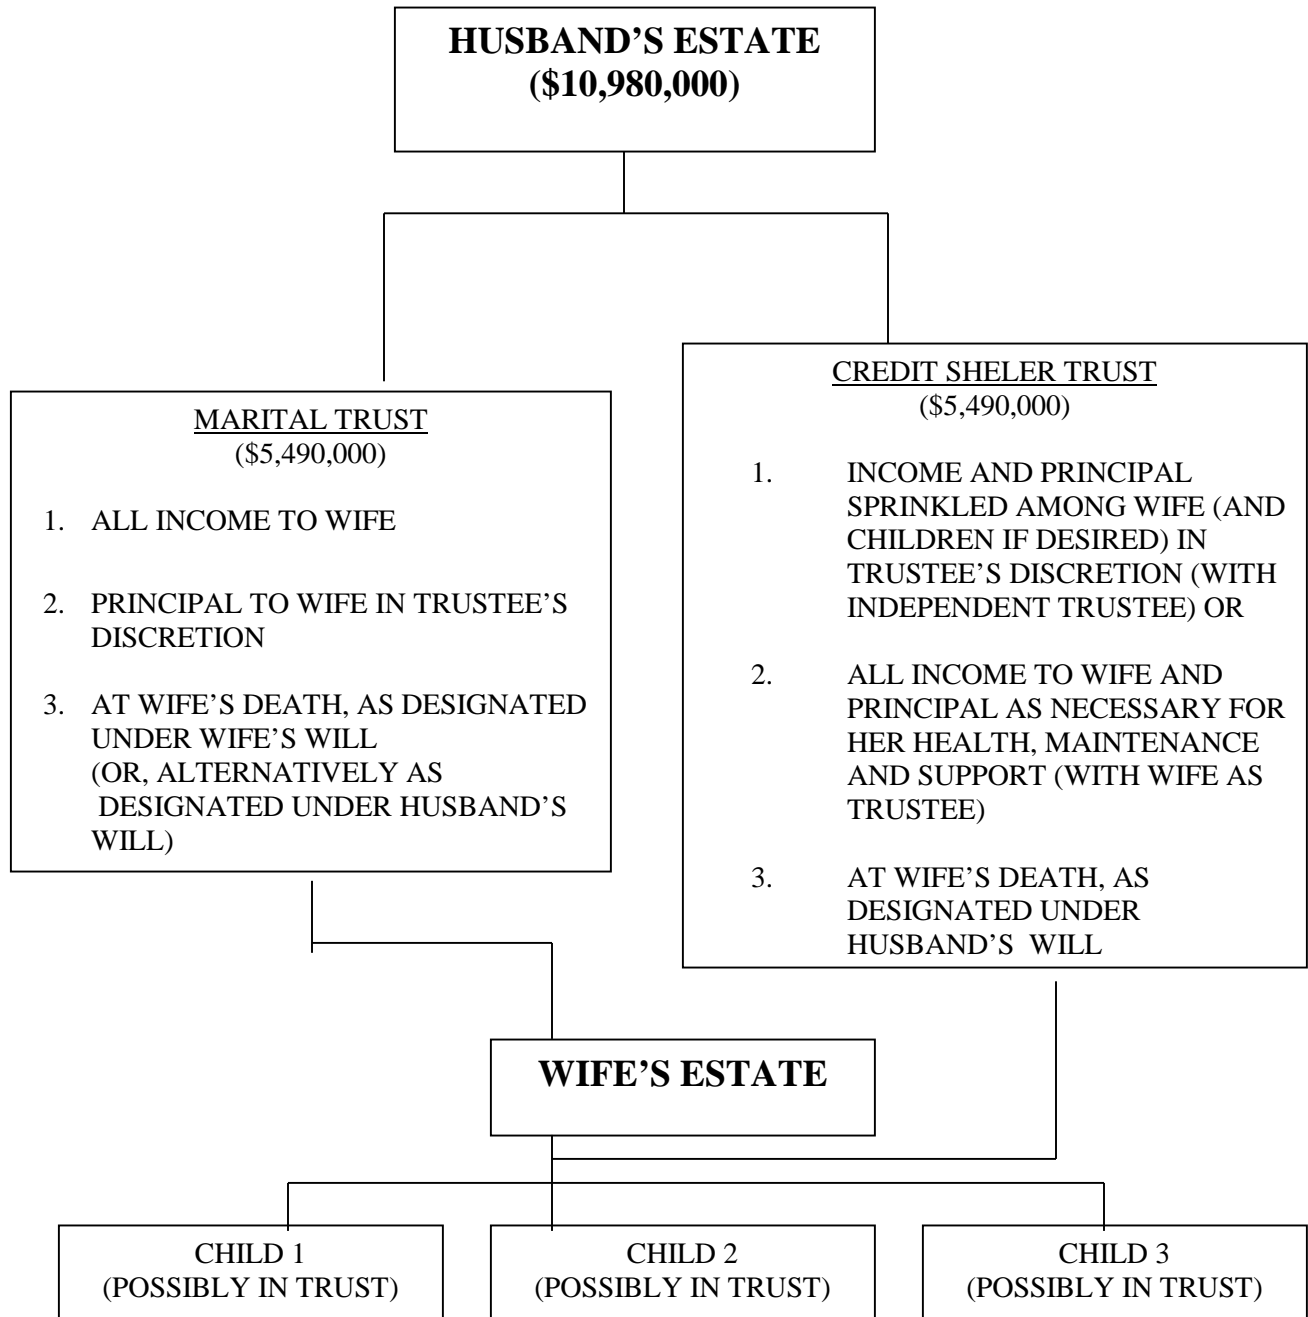 HUSBAND’S ESTATE
($10,980,000)
MARITAL TRUST
($5,490,000)
1. ALL INCOME TO WIFE
2. PRINCIPAL TO WIFE IN TRUSTEE’S
DISCRETION
3. AT WIFE’S DEATH, AS DESIGNATED
UNDER WIFE’S WILL
(OR, ALTERNATIVELY AS
DESIGNATED UNDER HUSBAND’S
WILL)
CREDIT SHELER TRUST
($5,490,000)
1. INCOME AND PRINCIPAL
SPRINKLED AMONG WIFE (AND
CHILDREN IF DESIRED) IN
TRUSTEE’S DISCRETION (WITH
INDEPENDENT TRUSTEE) OR
2. ALL INCOME TO WIFE AND
PRINCIPAL AS NECESSARY FOR
HER HEALTH, MAINTENANCE
AND SUPPORT (WITH WIFE AS
TRUSTEE)
3. AT WIFE’S DEATH, AS
DESIGNATED UNDER
HUSBAND’S WILL
WIFE’S ESTATE
CHILD 1
(POSSIBLY IN TRUST)
CHILD 2
(POSSIBLY IN TRUST)
CHILD 3
(POSSIBLY IN TRUST)